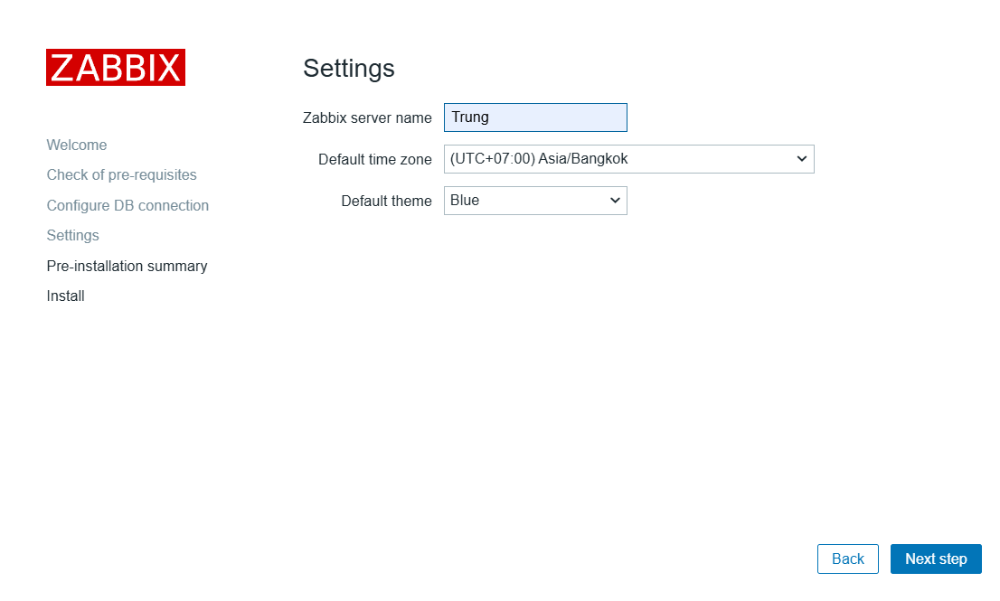 ZABBIX
Welcome
Check of pre-requisites
Configure DB connection
Settings
Pre-installation summary
Install
Settings
Zabbix server name Trung
Default time zone (UTC+07:00) Asia/Bangkok
Default theme Blue
Back Next step